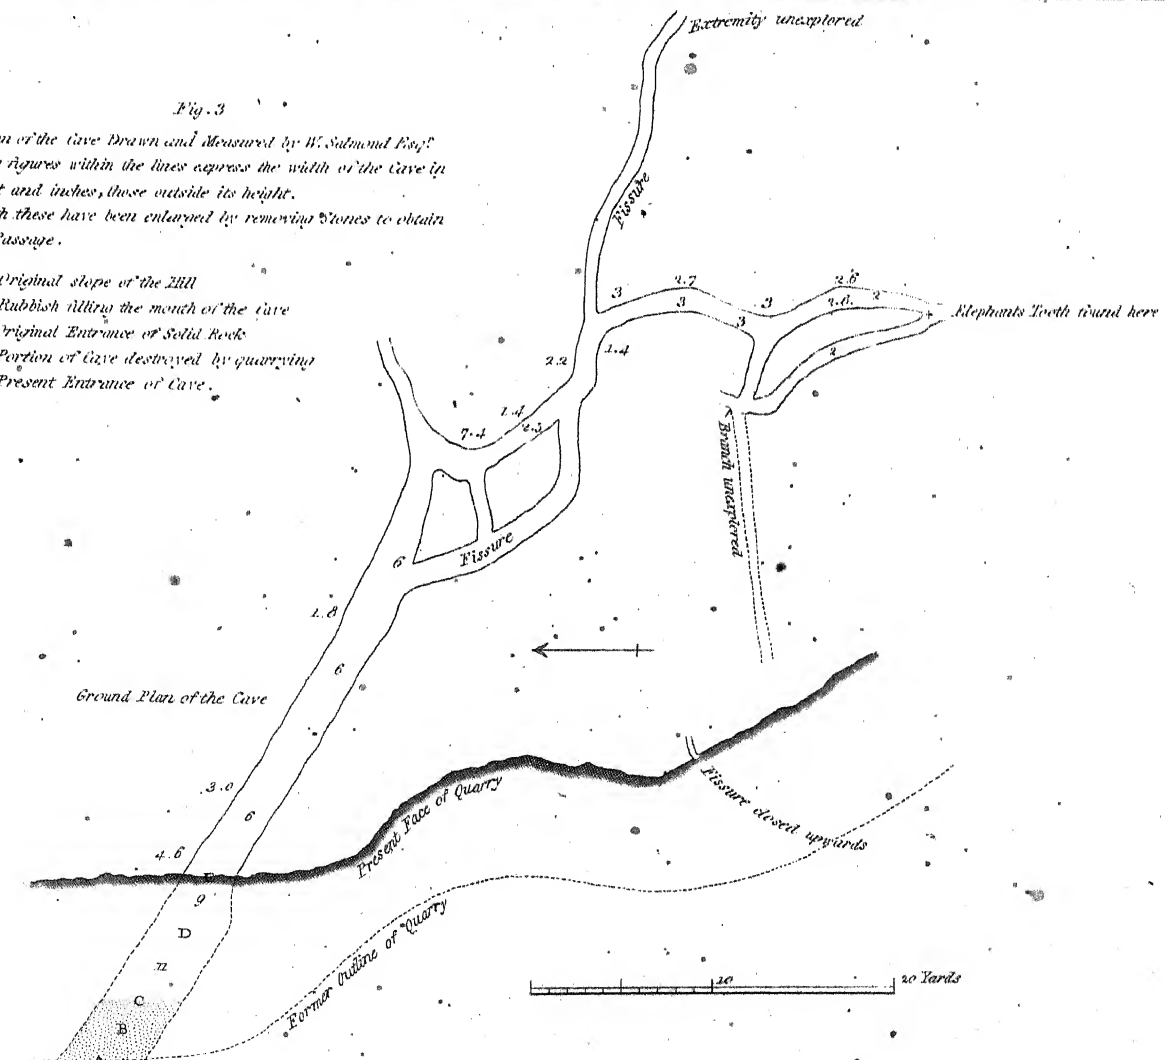 Extremity unexplored
Fig. 3
n of the Cave Drawn and Measured by W. Salmond Esqr.
figures within the lines express the width of the Cave in
t and inches, those outside its height.
h these have been enlarged by removing Stones to obtain
Passage.
Original slope of the Hill
Rubbish filling the mouth of the Cave
Original Entrance of Solid Rock
Portion of Cave destroyed by quarrying
Present Entrance of Cave.
Fissure
3
2.7
3
3
3
2.6
2.6.
2
2
Elephants Tooth found here
2.2
1.4
1.4
7.4
2.3
Branch unexplored
Fissure
6
1.8
6
Ground Plan of the Cave
3.0
6
4.6
E
9
D
C
B
A
Present Face of Quarry
Fissure closed upwards
Former Outline of Quarry
10
20 Yards